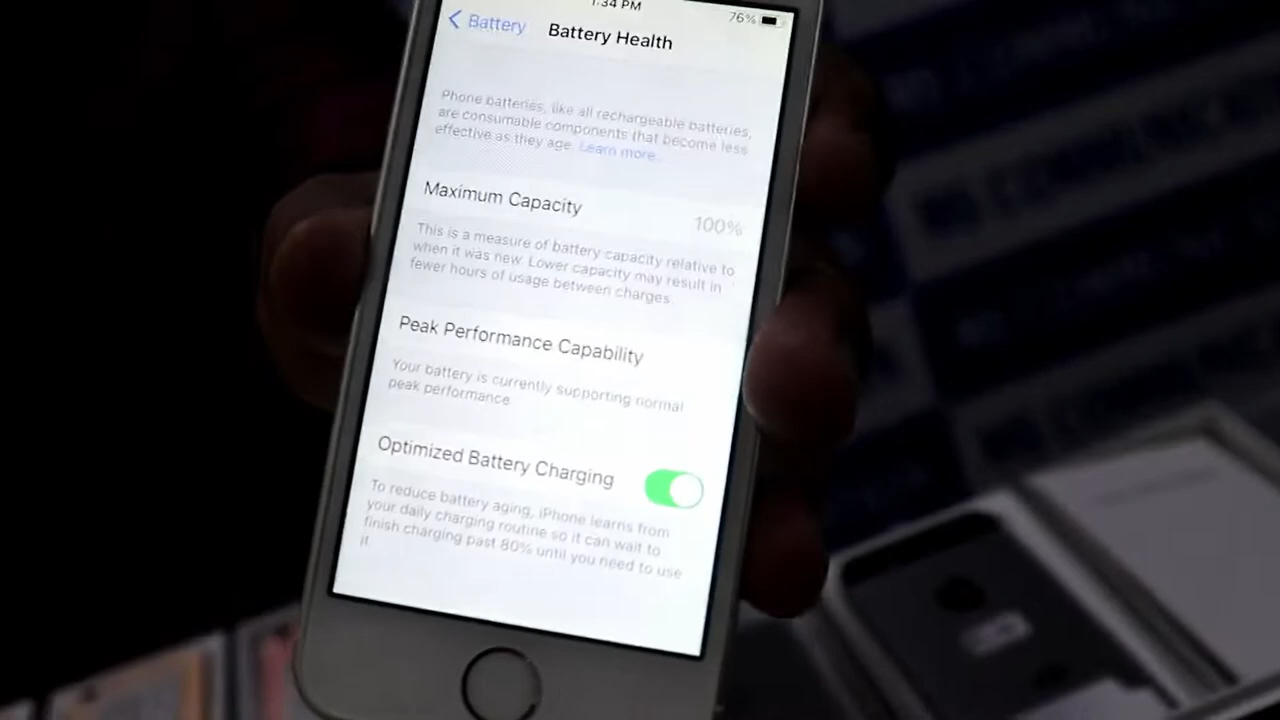 1:34 PM 76%
Battery Battery Health
Phone batteries, like all rechargeable batteries,
are consumable components that become less
effective as they age. Learn more...
Maximum Capacity 100%
This is a measure of battery capacity relative to
when it was new. Lower capacity may result in
fewer hours of usage between charges.
Peak Performance Capability
Your battery is currently supporting normal
peak performance.
Optimized Battery Charging
To reduce battery aging, iPhone learns from
your daily charging routine so it can wait to
finish charging past 80% until you need to use
it.